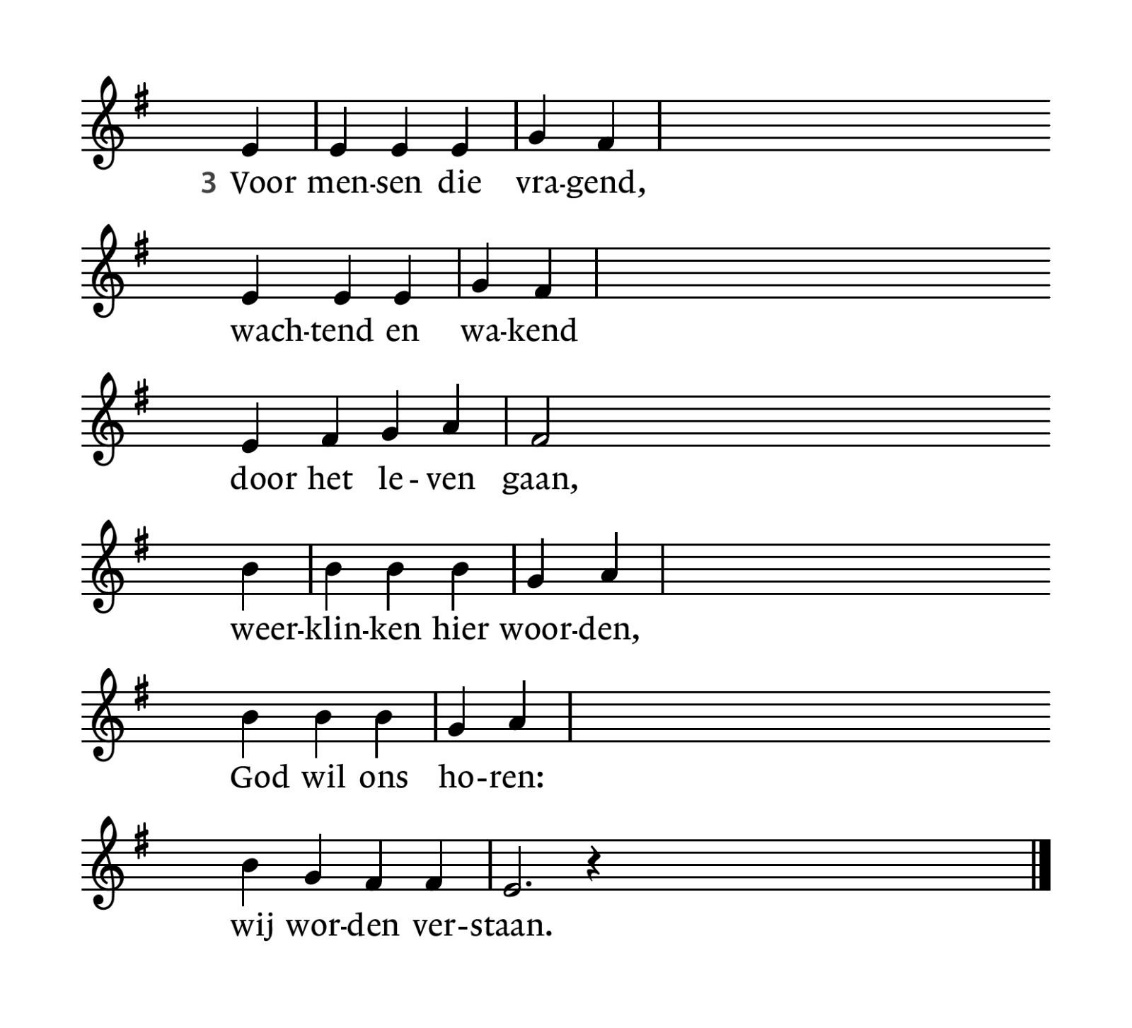 3 Voor men-sen die vra-gend,
wach-tend en wa-kend
door het le-ven gaan,
weer-klin-ken hier woor-den,
God wil ons ho-ren:
wij wor-den ver-staan.